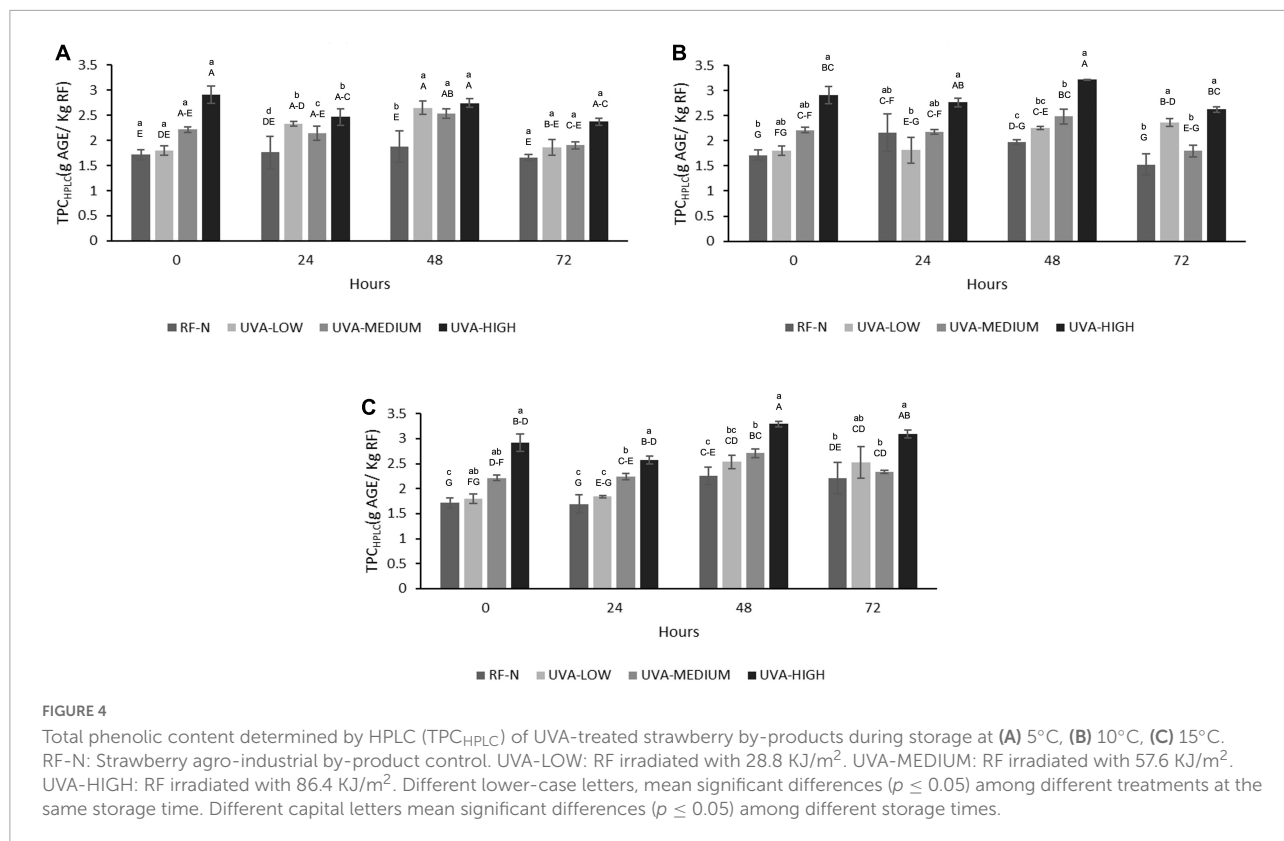 A
TPC HPLC (g AGE/ Kg RF)
3.5
3
2.5
2
1.5
1
0.5
0
a a a a d b c b b a a a a a a a
E DE A-E A DE A-D A-E A-C E A AB A E B-E C-E A-C
0 24 48 72
Hours
RF-N UVA-LOW UVA-MEDIUM UVA-HIGH
B
TPC HPLC (g AGE/ Kg RF)
3.5
3
2.5
2
1.5
1
0.5
0
b ab ab a ab b ab a c bc b a b a b a
G FG C-F BC C-F E-G C-F AB D-G C-E BC A G B-D E-G BC
0 24 48 72
Hours
RF-N UVA-LOW UVA-MEDIUM UVA-HIGH
C
TPC HPLC (g AGE/ Kg RF)
3.5
3
2.5
2
1.5
1
0.5
0
c ab ab a c c b a c bc b a b ab b a
G FG D-F B-D G E-G C-E B-D C-E CD BC A DE CD CD AB
0 24 48 72
Hours
RF-N UVA-LOW UVA-MEDIUM UVA-HIGH
FIGURE 4
Total phenolic content determined by HPLC (TPC HPLC) of UVA-treated strawberry by-products during storage at (A) 5°C, (B) 10°C, (C) 15°C.
RF-N: Strawberry agro-industrial by-product control. UVA-LOW: RF irradiated with 28.8 KJ/m². UVA-MEDIUM: RF irradiated with 57.6 KJ/m².
UVA-HIGH: RF irradiated with 86.4 KJ/m². Different lower-case letters, mean significant differences (p ≤ 0.05) among different treatments at the
same storage time. Different capital letters mean significant differences (p ≤ 0.05) among different storage times.